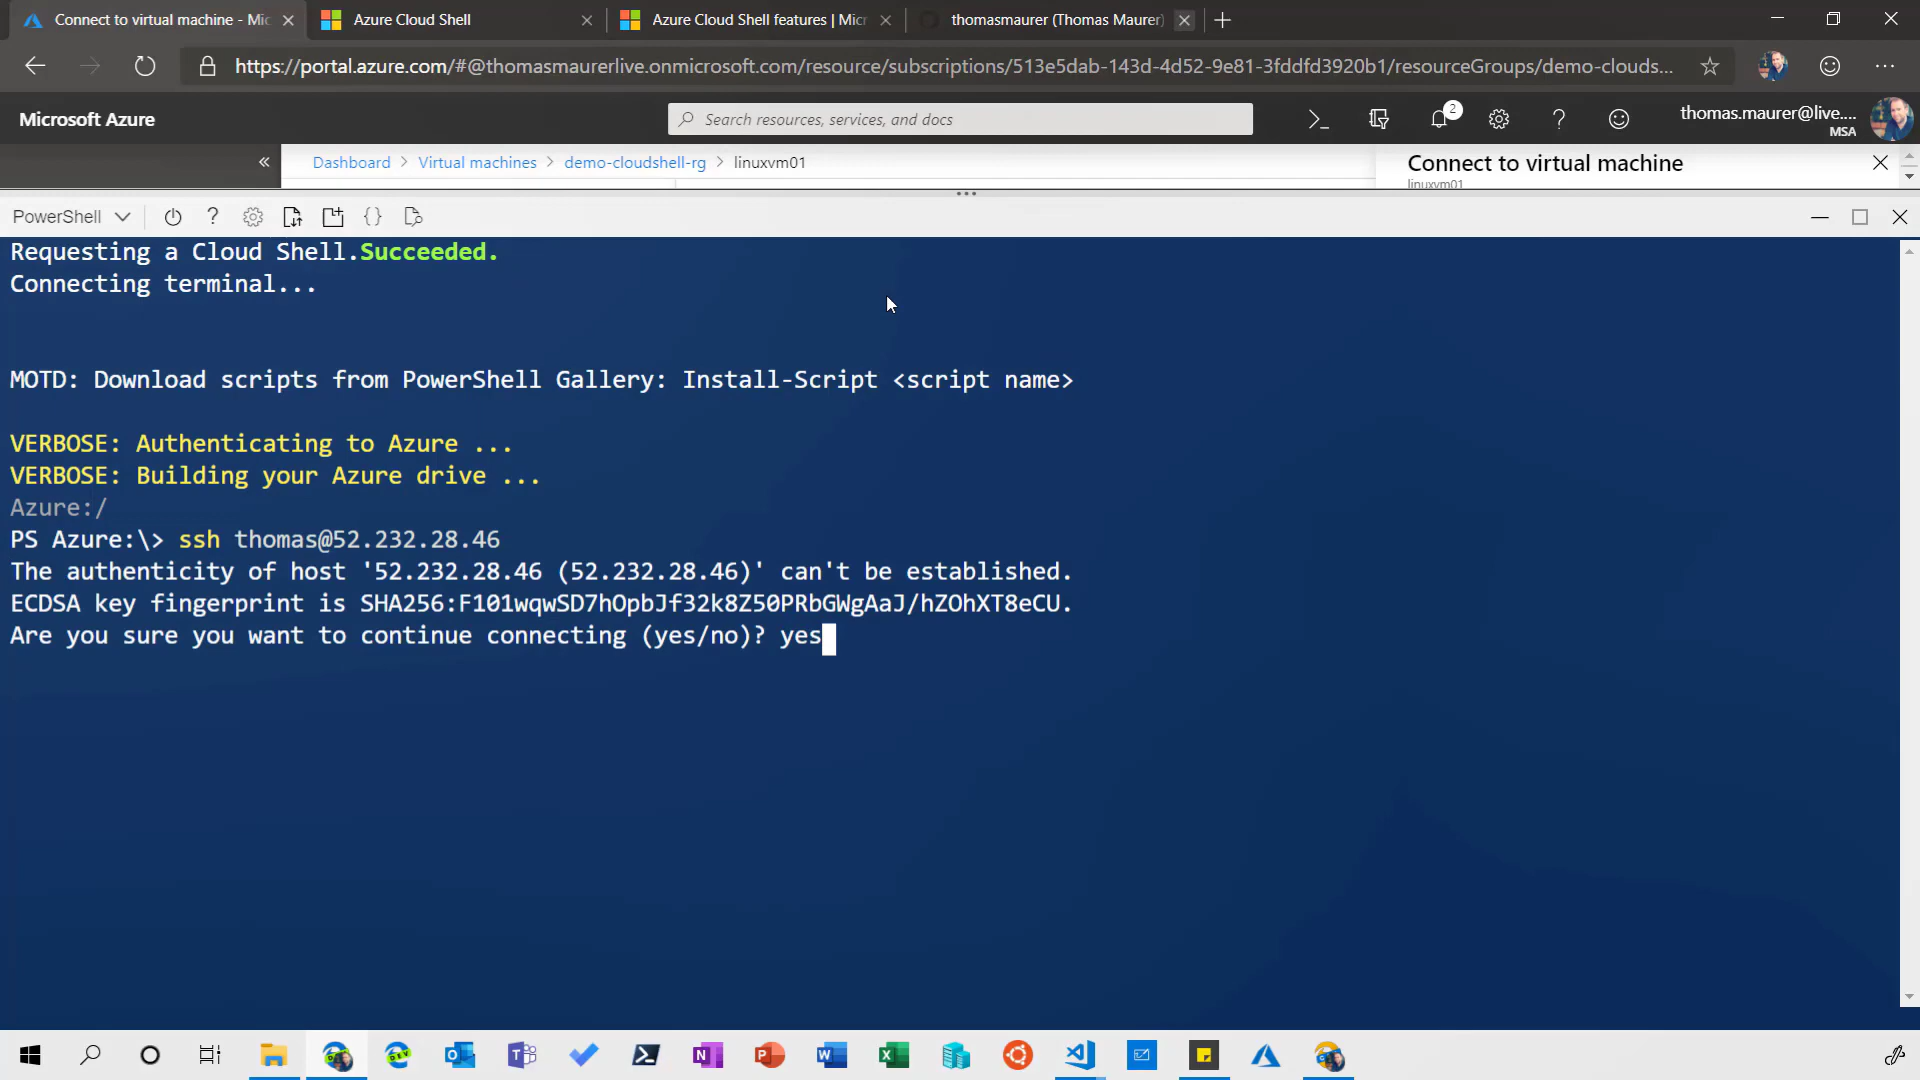 Connect to virtual machine - Mic
Azure Cloud Shell
Azure Cloud Shell features | Micr
thomasmaurer (Thomas Maurer)
https://portal.azure.com/#@thomasmaurerlive.onmicrosoft.com/resource/subscriptions/513e5dab-143d-4d52-9e81-3fddfd3920b1/resourceGroups/demo-clouds...
Microsoft Azure
Search resources, services, and docs
2
thomas.maurer@live....
MSA
Dashboard > Virtual machines > demo-cloudshell-rg > linuxvm01
Connect to virtual machine
linuxvm01
PowerShell
Requesting a Cloud Shell.Succeeded.
Connecting terminal...
MOTD: Download scripts from PowerShell Gallery: Install-Script <script name>
VERBOSE: Authenticating to Azure ...
VERBOSE: Building your Azure drive ...
Azure:/
PS Azure:\> ssh thomas@52.232.28.46
The authenticity of host '52.232.28.46 (52.232.28.46)' can't be established.
ECDSA key fingerprint is SHA256:F101wqwSD7hOpbJf32k8Z50PRbGWgAaJ/hZOhXT8eCU.
Are you sure you want to continue connecting (yes/no)? yes